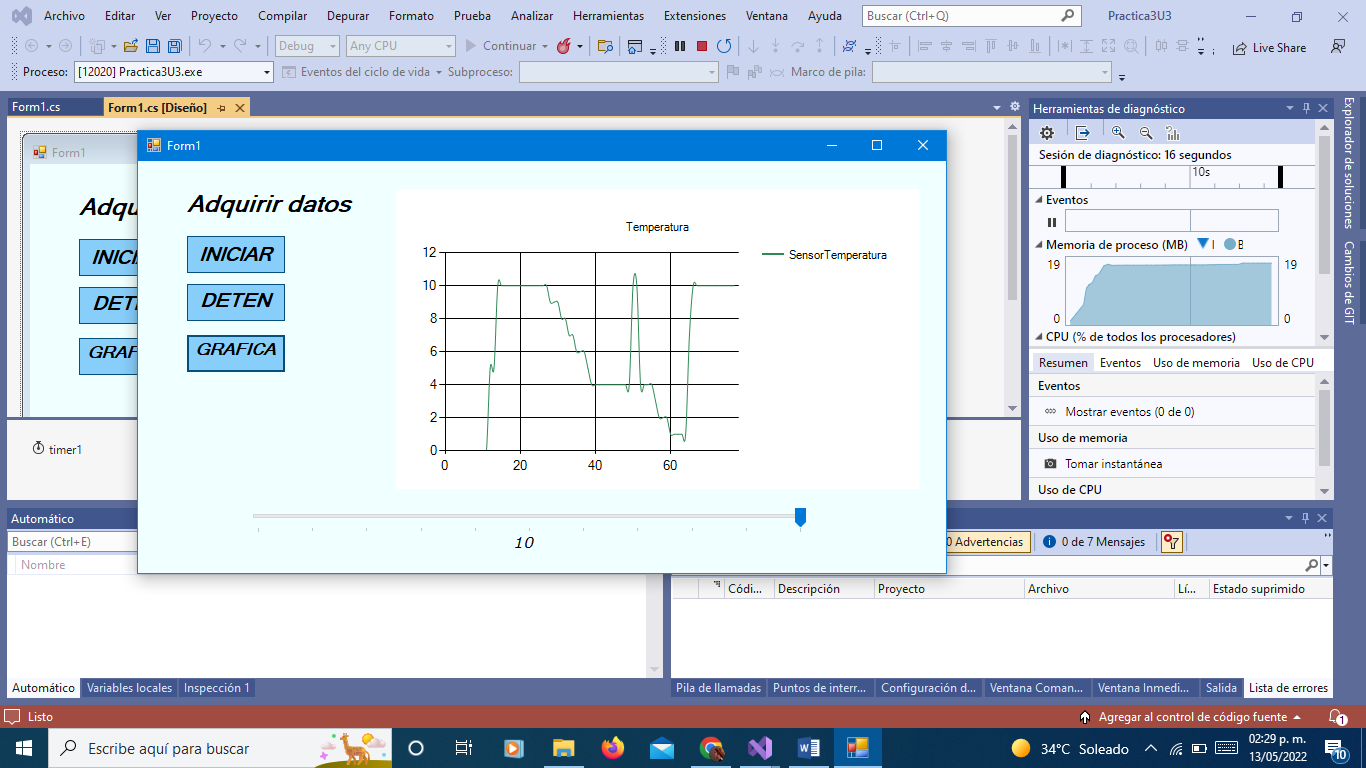 Archivo Editar Ver Proyecto Compilar Depurar Formato Prueba Analizar Herramientas Extensiones Ventana Ayuda Buscar (Ctrl+Q) Practica3U3
Debug Any CPU Continuar Live Share
Proceso: [12020] Practica3U3.exe Eventos del ciclo de vida Subproceso: Marco de pila:
Form1.cs Form1.cs [Diseño]
Form1
Adqu
INICI
DETI
GRAF
timer1
Form1
Adquirir datos
INICIAR
DETEN
GRAFICA
Temperatura
SensorTemperatura
12
10
8
6
4
2
0
0 20 40 60
10
Herramientas de diagnóstico
Sesión de diagnóstico: 16 segundos
10s
Eventos
Memoria de proceso (MB) I B
19 19
0 0
CPU (% de todos los procesadores)
Resumen Eventos Uso de memoria Uso de CPU
Eventos
Mostrar eventos (0 de 0)
Uso de memoria
Tomar instantánea
Uso de CPU
Explorador de soluciones
Cambios de GIT
Automático
Buscar (Ctrl+E)
Nombre
Automático Variables locales Inspección 1
0 Advertencias 0 de 7 Mensajes
Códi... Descripción Proyecto Archivo Lí... Estado suprimido
Pila de llamadas Puntos de interr... Configuración d... Ventana Coman... Ventana Inmedi... Salida Lista de errores
Listo Agregar al control de código fuente 1
Escribe aquí para buscar 34°C Soleado 02:29 p. m.
13/05/2022 10